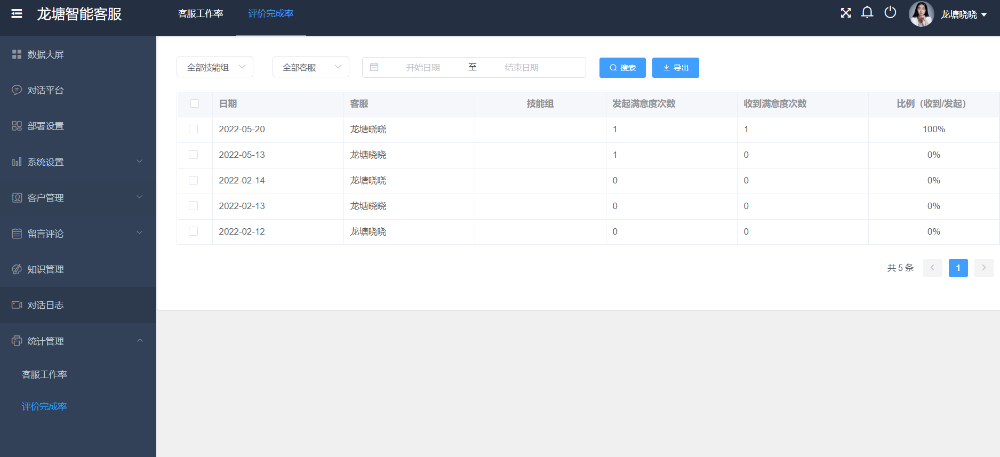 龙塘智能客服
客服工作率 评价完成率
龙塘晓晓
数据大屏
对话平台
部署设置
系统设置
客户管理
留言评论
知识管理
对话日志
统计管理
客服工作率
评价完成率
全部技能组 全部客服 开始日期 至 结束日期 搜索 导出
日期 客服 技能组 发起满意度次数 收到满意度次数 比例（收到/发起）
2022-05-20 龙塘晓晓 1 1 100%
2022-05-13 龙塘晓晓 1 0 0%
2022-02-14 龙塘晓晓 0 0 0%
2022-02-13 龙塘晓晓 0 0 0%
2022-02-12 龙塘晓晓 0 0 0%
共 5 条 1